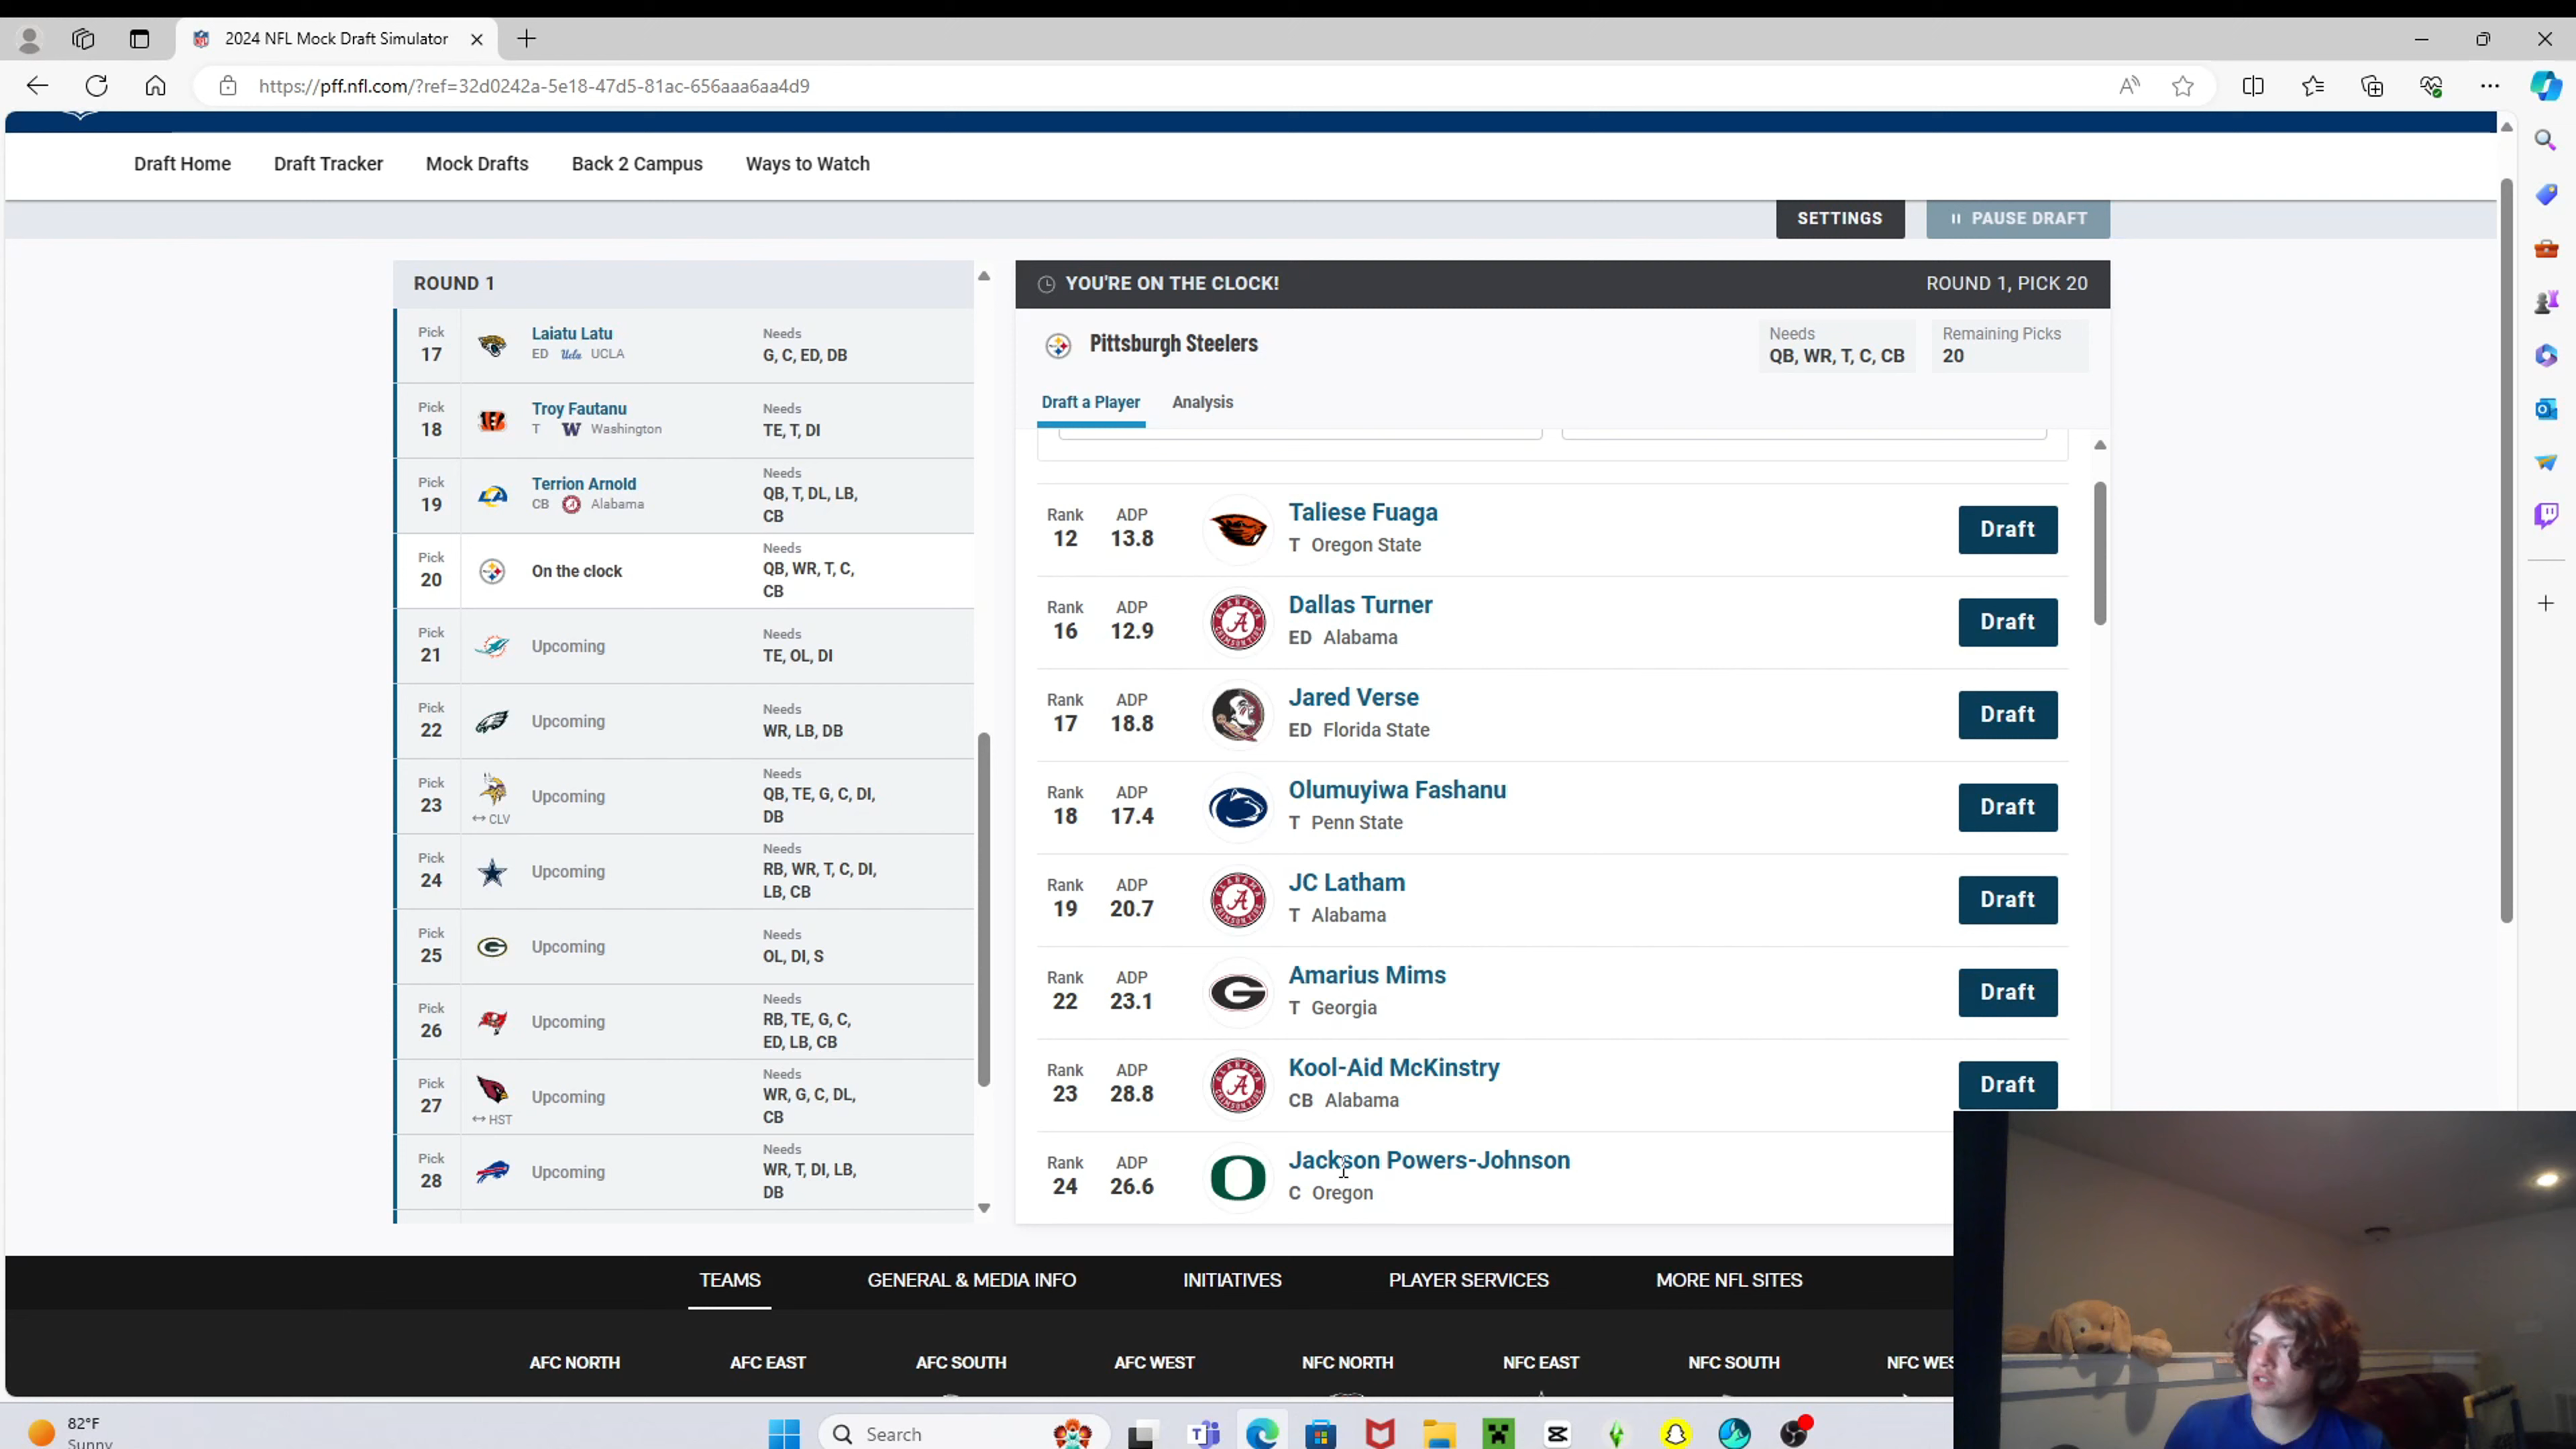 2024 NFL Mock Draft Simulator
https://pff.nfl.com/?ref=32d0242a-5e18-47d5-81ac-656aaa6aa4d9
Draft Home Draft Tracker Mock Drafts Back 2 Campus Ways to Watch
SETTINGS PAUSE DRAFT
ROUND 1
Pick 17 Laiatu Latu Needs
ED Ucla UCLA G, C, ED, DB
Pick 18 Troy Fautanu Needs
T W Washington TE, T, DI
Pick 19 Terrion Arnold Needs
CB Alabama QB, T, DL, LB,
CB
Pick 20 On the clock Needs
QB, WR, T, C,
CB
Pick 21 Upcoming Needs
TE, OL, DI
Pick 22 Upcoming Needs
WR, LB, DB
Pick 23 Upcoming Needs
QB, TE, G, C, DI,
↔ CLV DB
Pick 24 Upcoming Needs
RB, WR, T, C, DI,
LB, CB
Pick 25 Upcoming Needs
OL, DI, S
Pick 26 Upcoming Needs
RB, TE, G, C,
ED, LB, CB
Pick 27 Upcoming Needs
WR, G, C, DL,
↔ HST CB
Pick 28 Upcoming Needs
WR, T, DI, LB,
DB
YOU'RE ON THE CLOCK! ROUND 1, PICK 20
Pittsburgh Steelers
Needs Remaining Picks
QB, WR, T, C, CB 20
Draft a Player Analysis
Rank ADP Taliese Fuaga Draft
12 13.8 T Oregon State
Rank ADP Dallas Turner Draft
16 12.9 ED Alabama
Rank ADP Jared Verse Draft
17 18.8 ED Florida State
Rank ADP Olumuyiwa Fashanu Draft
18 17.4 T Penn State
Rank ADP JC Latham Draft
19 20.7 T Alabama
Rank ADP Amarius Mims Draft
22 23.1 T Georgia
Rank ADP Kool-Aid McKinstry Draft
23 28.8 CB Alabama
Rank ADP Jackson Powers-Johnson
24 26.6 C Oregon
TEAMS GENERAL & MEDIA INFO INITIATIVES PLAYER SERVICES MORE NFL SITES
AFC NORTH AFC EAST AFC SOUTH AFC WEST NFC NORTH NFC EAST NFC SOUTH NFC WES
82°F
Sunny
Search